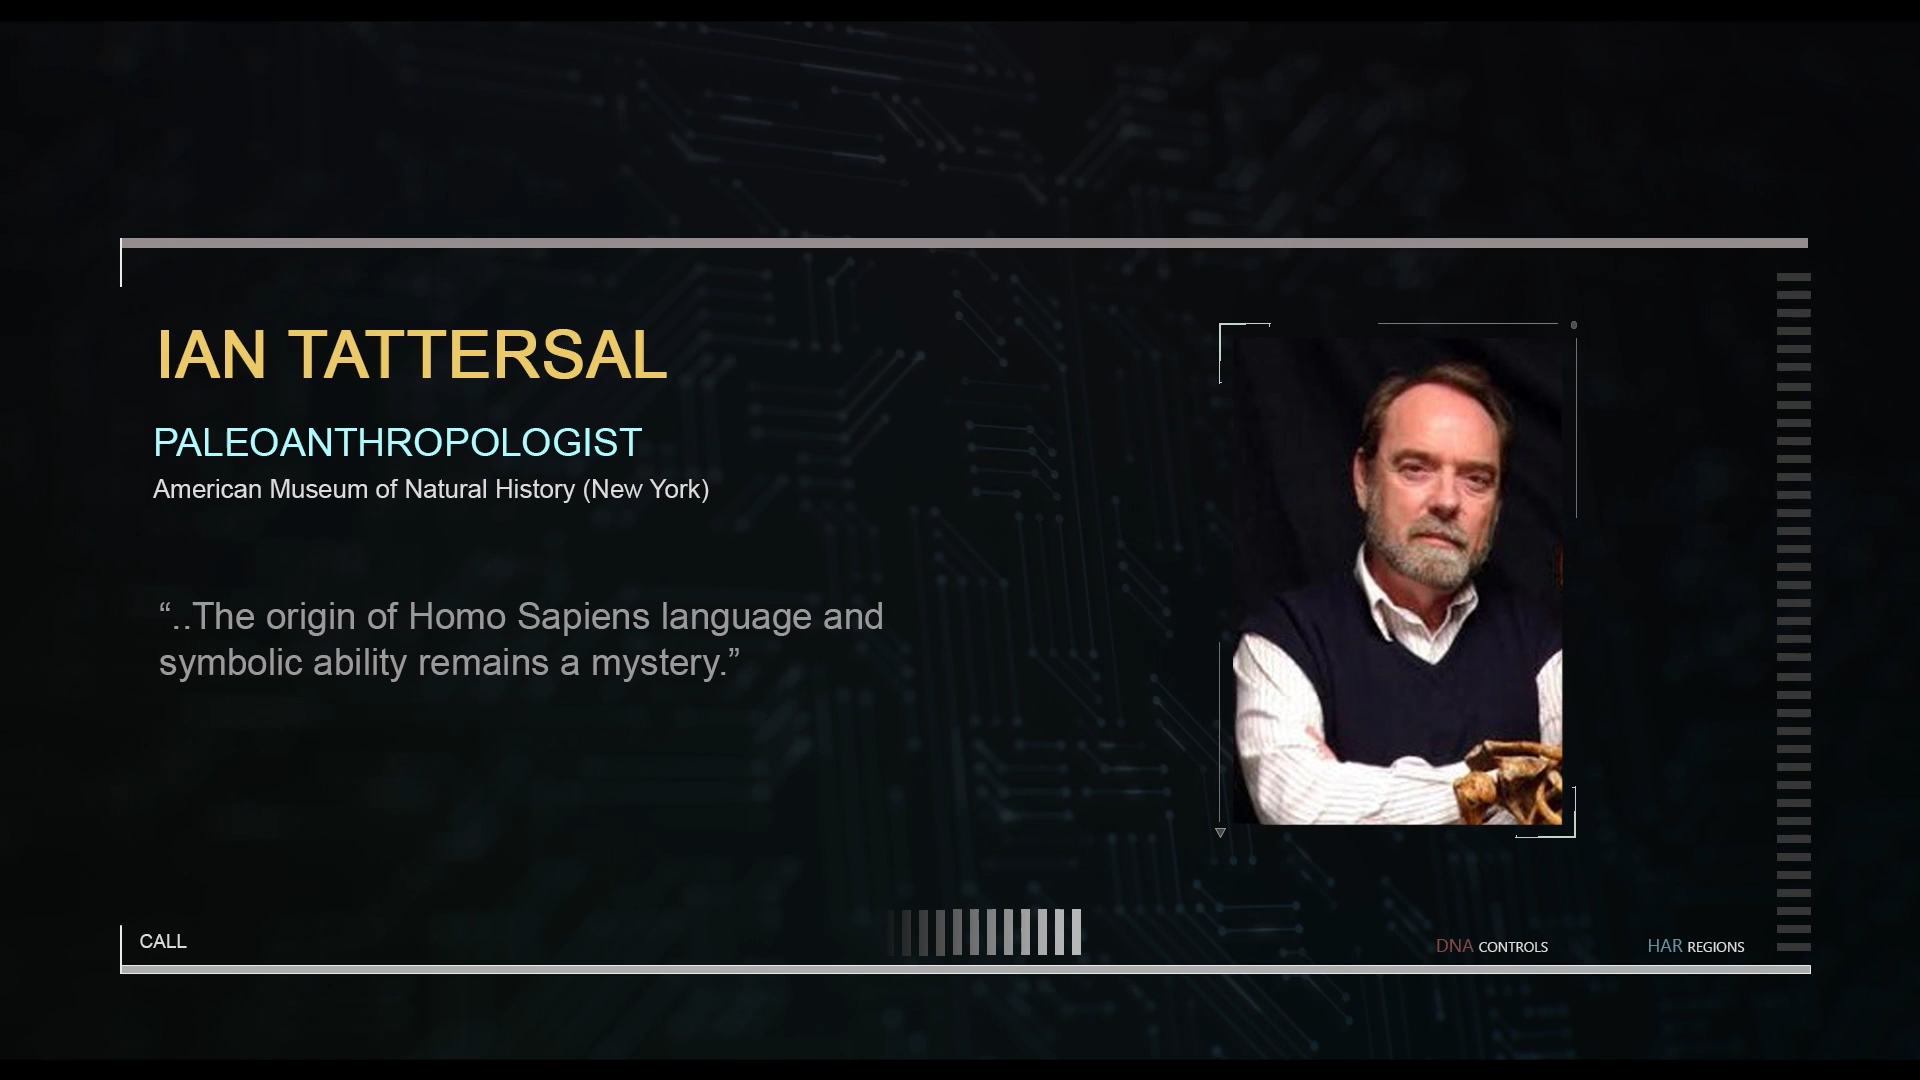 IAN TATTERSAL
PALEOANTHROPOLOGIST
American Museum of Natural History (New York)
“..The origin of Homo Sapiens language and
symbolic ability remains a mystery.”
CALL
DNA CONTROLS
HAR REGIONS